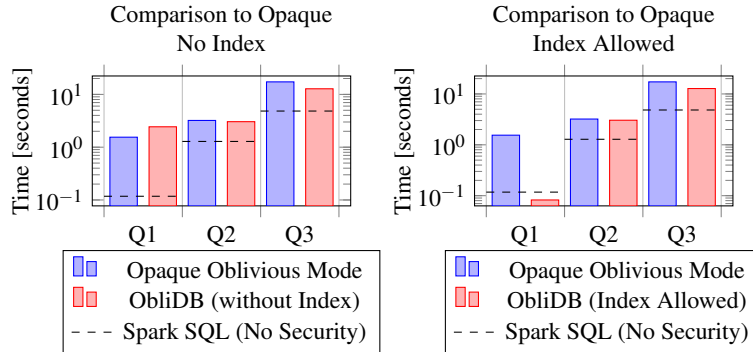 Comparison to Opaque
No Index
Time [seconds]
10^1
10^0
10^-1
Q1 Q2 Q3
Opaque Oblivious Mode
ObliDB (without Index)
Spark SQL (No Security)
Comparison to Opaque
Index Allowed
Time [seconds]
10^1
10^0
10^-1
Q1 Q2 Q3
Opaque Oblivious Mode
ObliDB (Index Allowed)
Spark SQL (No Security)